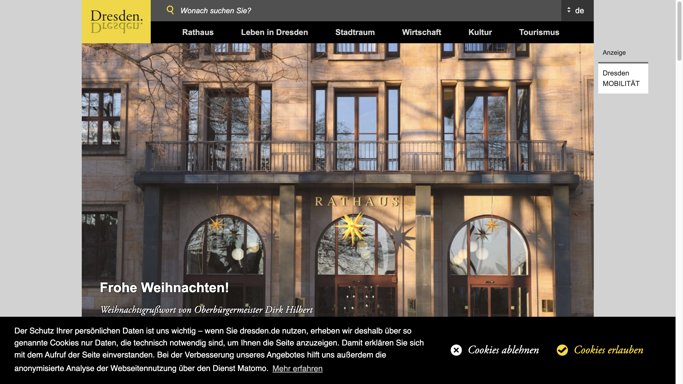 Dresden.
Dresden.
Wonach suchen Sie?
de
Rathaus Leben in Dresden Stadtraum Wirtschaft Kultur Tourismus
Anzeige
Dresden
MOBILITÄT
RATHAUS
Frohe Weihnachten!
Weihnachtsgrußwort von Oberbürgermeister Dirk Hilbert
Der Schutz Ihrer persönlichen Daten ist uns wichtig – wenn Sie dresden.de nutzen, erheben wir deshalb über so
genannte Cookies nur Daten, die technisch notwendig sind, um Ihnen die Seite anzuzeigen. Damit erklären Sie sich
mit dem Aufruf der Seite einverstanden. Bei der Verbesserung unseres Angebotes hilft uns außerdem die
anonymisierte Analyse der Webseitennutzung über den Dienst Matomo. Mehr erfahren
Cookies ablehnen
Cookies erlauben